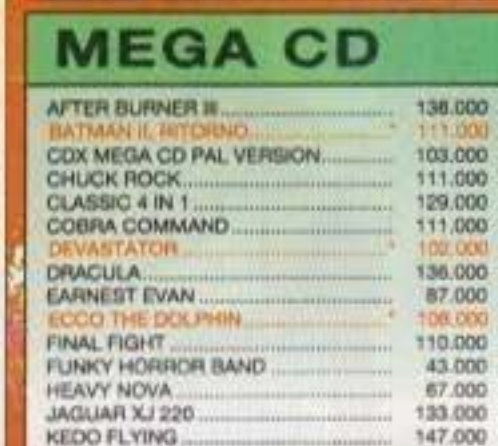 MEGA CD
AFTER BURNER III 138.000
BATMAN IL RITORNO * 111.000
CDX MEGA CD PAL VERSION 103.000
CHUCK ROCK 111.000
CLASSIC 4 IN 1 129.000
COBRA COMMAND 111.000
DEVASTATOR * 102.000
DRACULA 136.000
EARNEST EVAN 87.000
ECCO THE DOLPHIN * 108.000
FINAL FIGHT 110.000
FUNKY HORROR BAND 43.000
HEAVY NOVA 67.000
JAGUAR XJ 220 133.000
KEDO FLYING 147.000